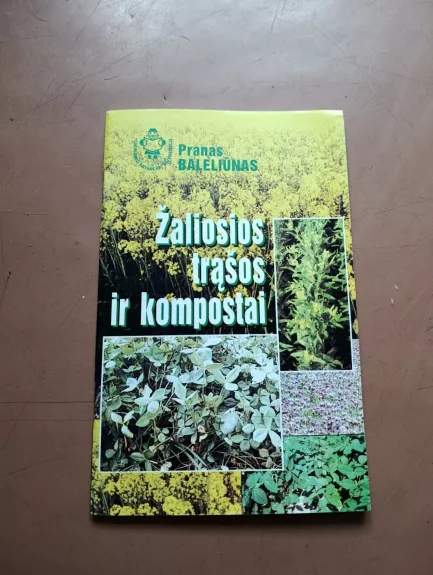 Pranas
BALELIŪNAS
Žaliosios
trąšos
ir kompostai